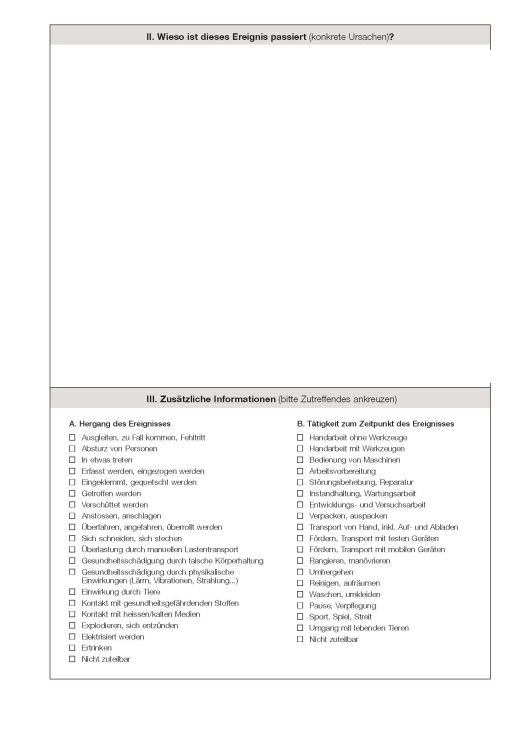 II. Wieso ist dieses Ereignis passiert (konkrete Ursachen)?
III. Zusätzliche Informationen (bitte Zutreffendes ankreuzen)
A. Hergang des Ereignisses
☐ Ausgleiten, zu Fall kommen, Fehltritt
☐ Absturz von Personen
☐ In etwas treten
☐ Erfasst werden, eingezogen werden
☐ Eingeklemmt, gequetscht werden
☐ Getroffen werden
☐ Verschüttet werden
☐ Anstossen, anschlagen
☐ Überfahren, angefahren, überrollt werden
☐ Sich schneiden, sich stechen
☐ Überlastung durch manuellen Lastentransport
☐ Gesundheitsschädigung durch falsche Körperhaltung
☐ Gesundheitsschädigung durch physikalische
Einwirkungen (Lärm, Vibrationen, Strahlung...)
☐ Einwirkung durch Tiere
☐ Kontakt mit gesundheitsgefährdenden Stoffen
☐ Kontakt mit heissen/kalten Medien
☐ Explodieren, sich entzünden
☐ Elektrisiert werden
☐ Ertrinken
☐ Nicht zuteilbar
B. Tätigkeit zum Zeitpunkt des Ereignisses
☐ Handarbeit ohne Werkzeuge
☐ Handarbeit mit Werkzeugen
☐ Bedienung von Maschinen
☐ Arbeitsvorbereitung
☐ Störungsbehebung, Reparatur
☐ Instandhaltung, Wartungsarbeit
☐ Entwicklungs- und Versuchsarbeit
☐ Verpacken, auspacken
☐ Transport von Hand, inkl. Auf- und Abladen
☐ Fördern, Transport mit festen Geräten
☐ Fördern, Transport mit mobilen Geräten
☐ Rangieren, manövrieren
☐ Umhergehen
☐ Reinigen, aufräumen
☐ Waschen, umkleiden
☐ Pause, Verpflegung
☐ Sport, Spiel, Streit
☐ Umgang mit lebenden Tieren
☐ Nicht zuteilbar